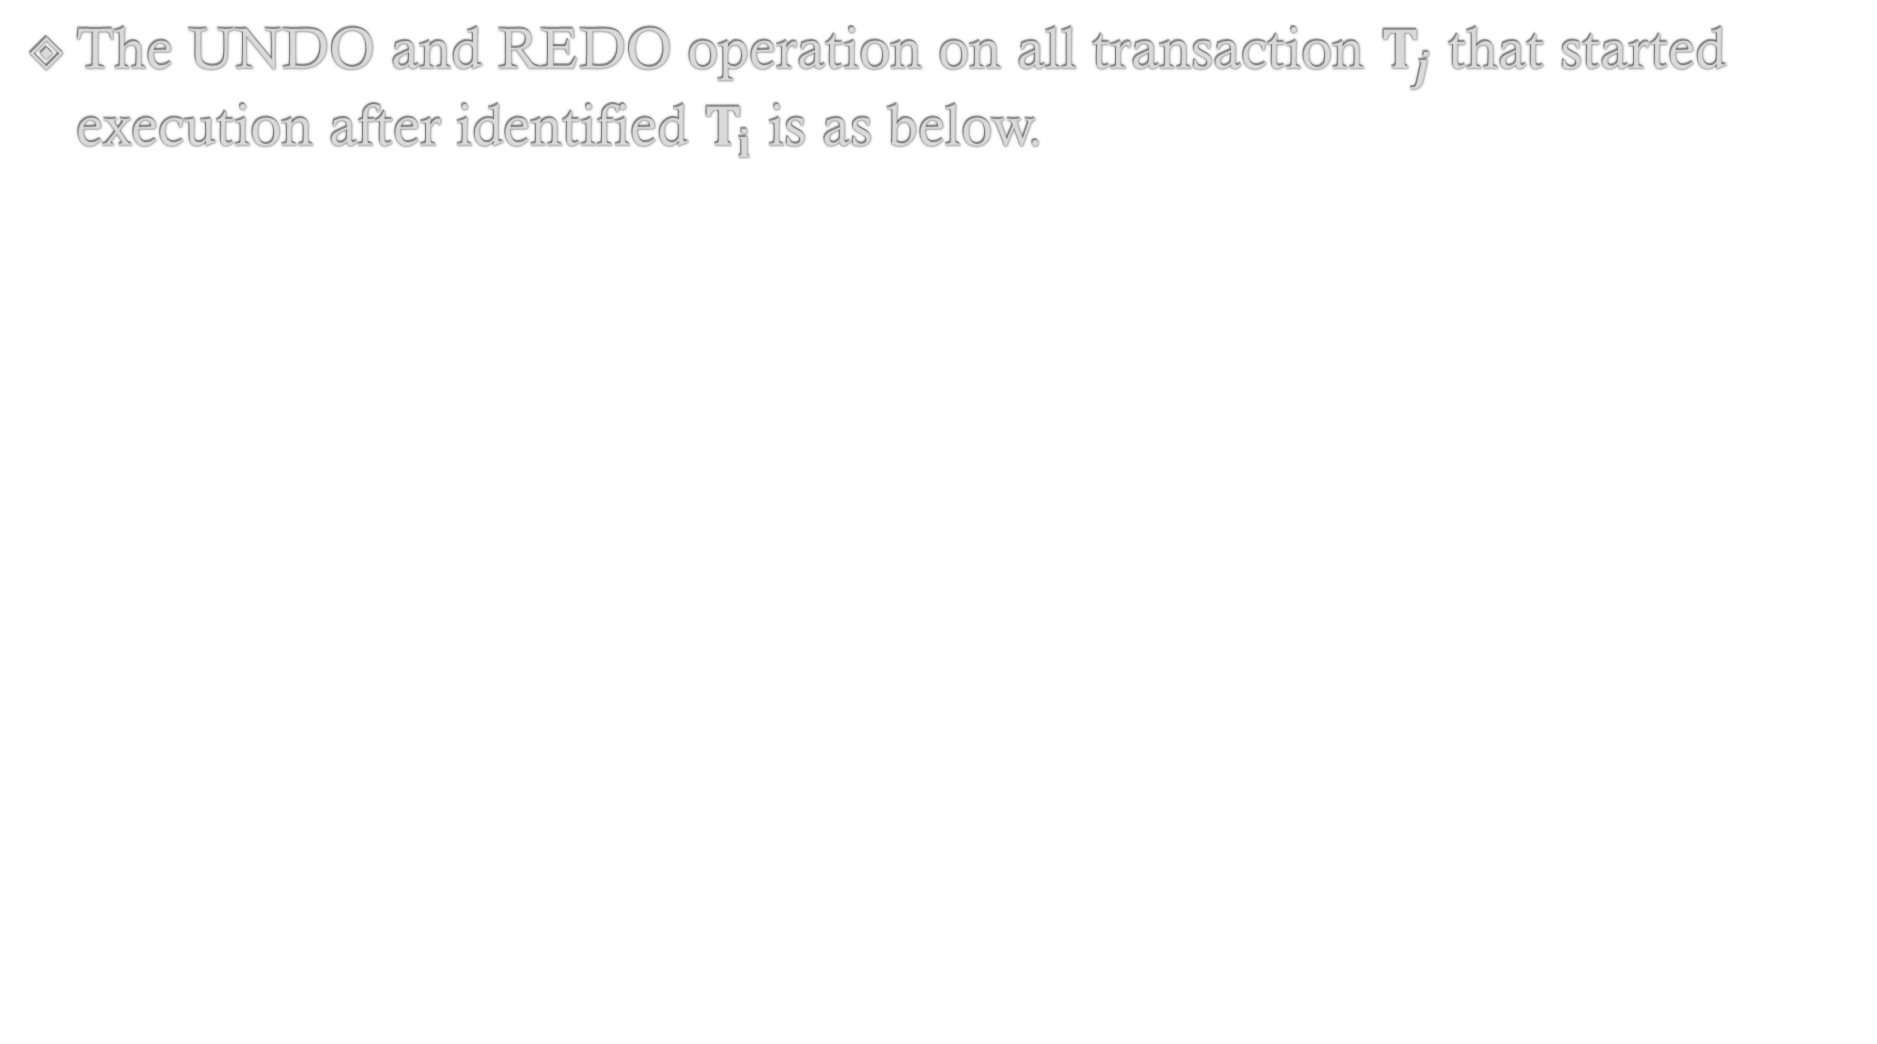 The UNDO and REDO operation on all transaction Tj that started
execution after identified Ti is as below.